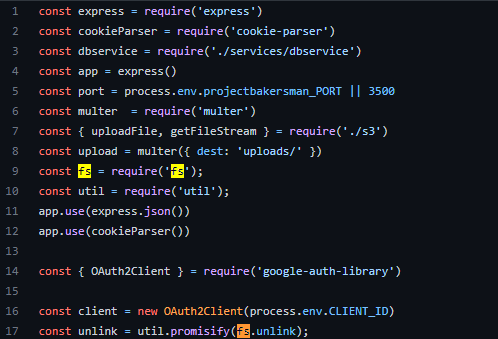 1 const express = require('express')
2 const cookieParser = require('cookie-parser')
3 const dbservice = require('./services/dbservice')
4 const app = express()
5 const port = process.env.projectbakersman_PORT || 3500
6 const multer  = require('multer')
7 const { uploadFile, getFileStream } = require('./s3')
8 const upload = multer({ dest: 'uploads/' })
9 const fs = require('fs');
10 const util = require('util');
11 app.use(express.json())
12 app.use(cookieParser())
13
14 const { OAuth2Client } = require('google-auth-library')
15
16 const client = new OAuth2Client(process.env.CLIENT_ID)
17 const unlink = util.promisify(fs.unlink);